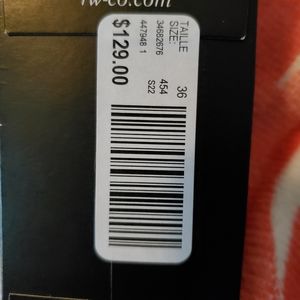 rw-co.com
TAILLE
SIZE: 36
34682676 454
447948 1 S22
$129.00